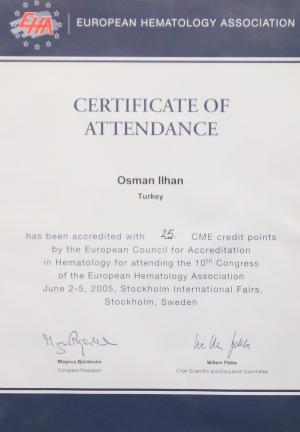 EHA
EUROPEAN HEMATOLOGY ASSOCIATION
CERTIFICATE OF
ATTENDANCE
Osman Ilhan
Turkey
has been accredited with 25 CME credit points
by the European Council for Accreditation
in Hematology for attending the 10th Congress
of the European Hematology Association
June 2-5, 2005, Stockholm International Fairs,
Stockholm, Sweden
Magnus Björkholm
Congress President
Willem Fibbe
Chair Scientific and Education Committee